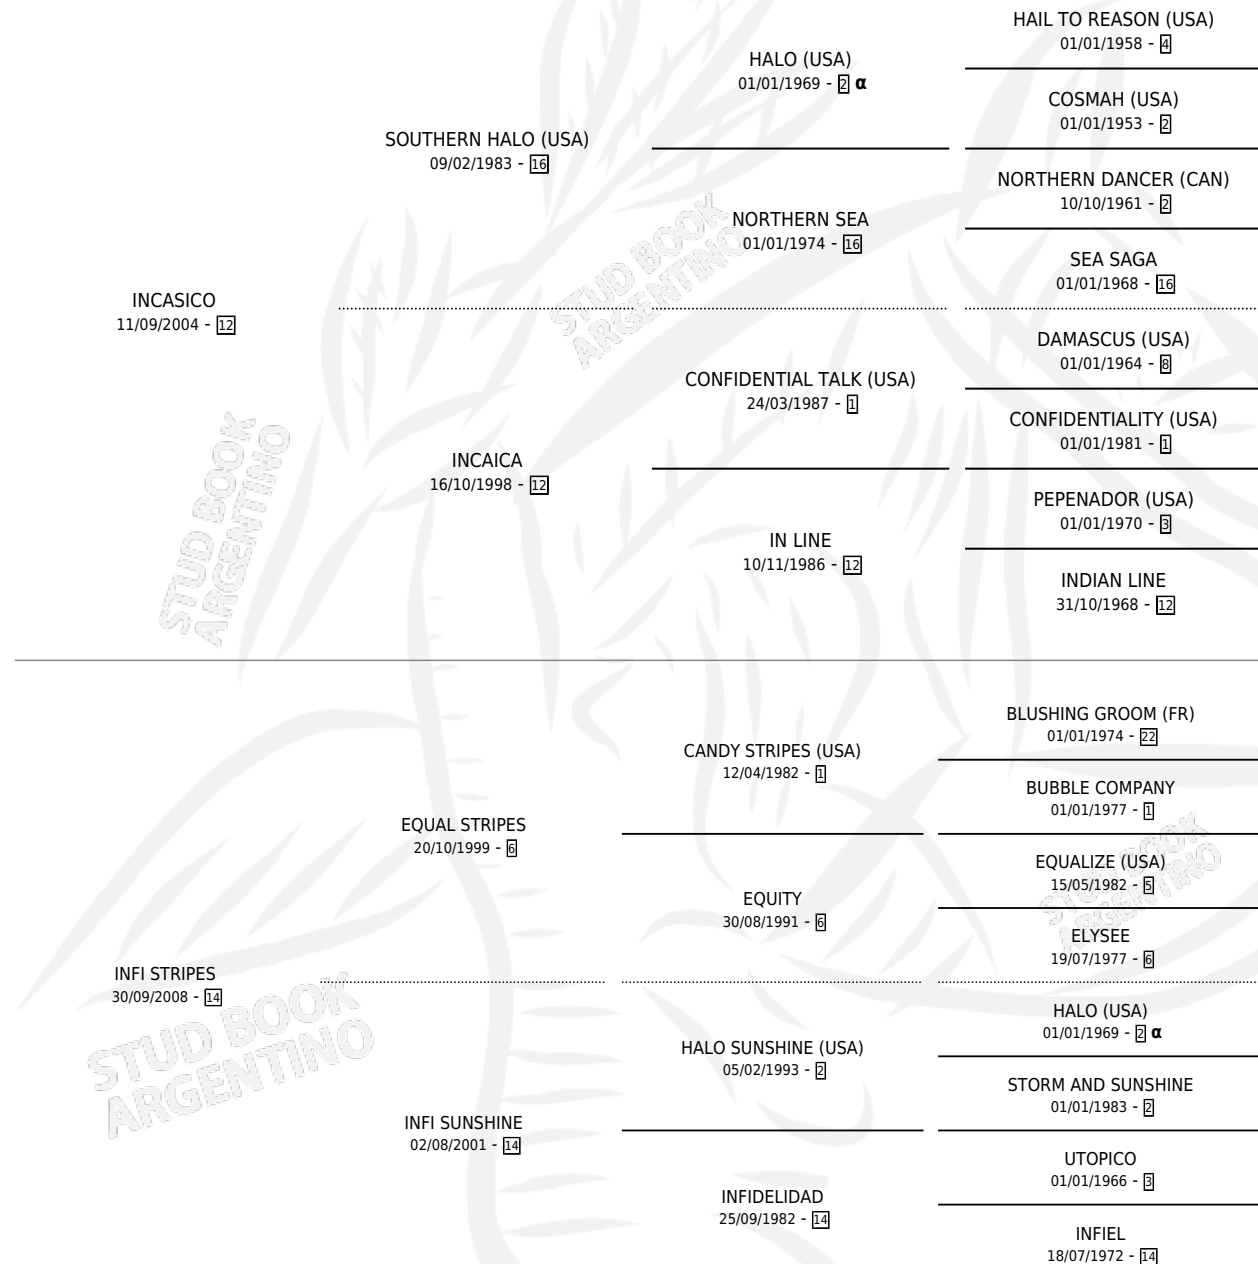 HAIL TO REASON (USA)
01/01/1958 - 4
HALO (USA)
01/01/1969 - 2 α
COSMAH (USA)
01/01/1953 - 2
SOUTHERN HALO (USA)
09/02/1983 - 16
NORTHERN DANCER (CAN)
10/10/1961 - 2
NORTHERN SEA
01/01/1974 - 16
SEA SAGA
01/01/1968 - 16
STUD BOOK
ARGENTINO
INCASICO
11/09/2004 - 12
DAMASCUS (USA)
01/01/1964 - 8
CONFIDENTIAL TALK (USA)
24/03/1987 - 1
CONFIDENTIALITY (USA)
01/01/1981 - 1
INCAICA
16/10/1998 - 12
PEPENADOR (USA)
01/01/1970 - 3
IN LINE
10/11/1986 - 12
INDIAN LINE
31/10/1968 - 12
STUD BOOK
ARGENTINO
BLUSHING GROOM (FR)
01/01/1974 - 22
CANDY STRIPES (USA)
12/04/1982 - 1
BUBBLE COMPANY
01/01/1977 - 1
EQUAL STRIPES
20/10/1999 - 6
EQUALIZE (USA)
15/05/1982 - 5
EQUITY
30/08/1991 - 6
ELYSEE
19/07/1977 - 6
STUD BOOK
ARGENTINO
INFI STRIPES
30/09/2008 - 14
HALO (USA)
01/01/1969 - 2 α
HALO SUNSHINE (USA)
05/02/1993 - 2
STORM AND SUNSHINE
01/01/1983 - 2
STUD BOOK
ARGENTINO
INFI SUNSHINE
02/08/2001 - 14
UTOPICO
01/01/1966 - 3
INFIDELIDAD
25/09/1982 - 14
INFIEL
18/07/1972 - 14